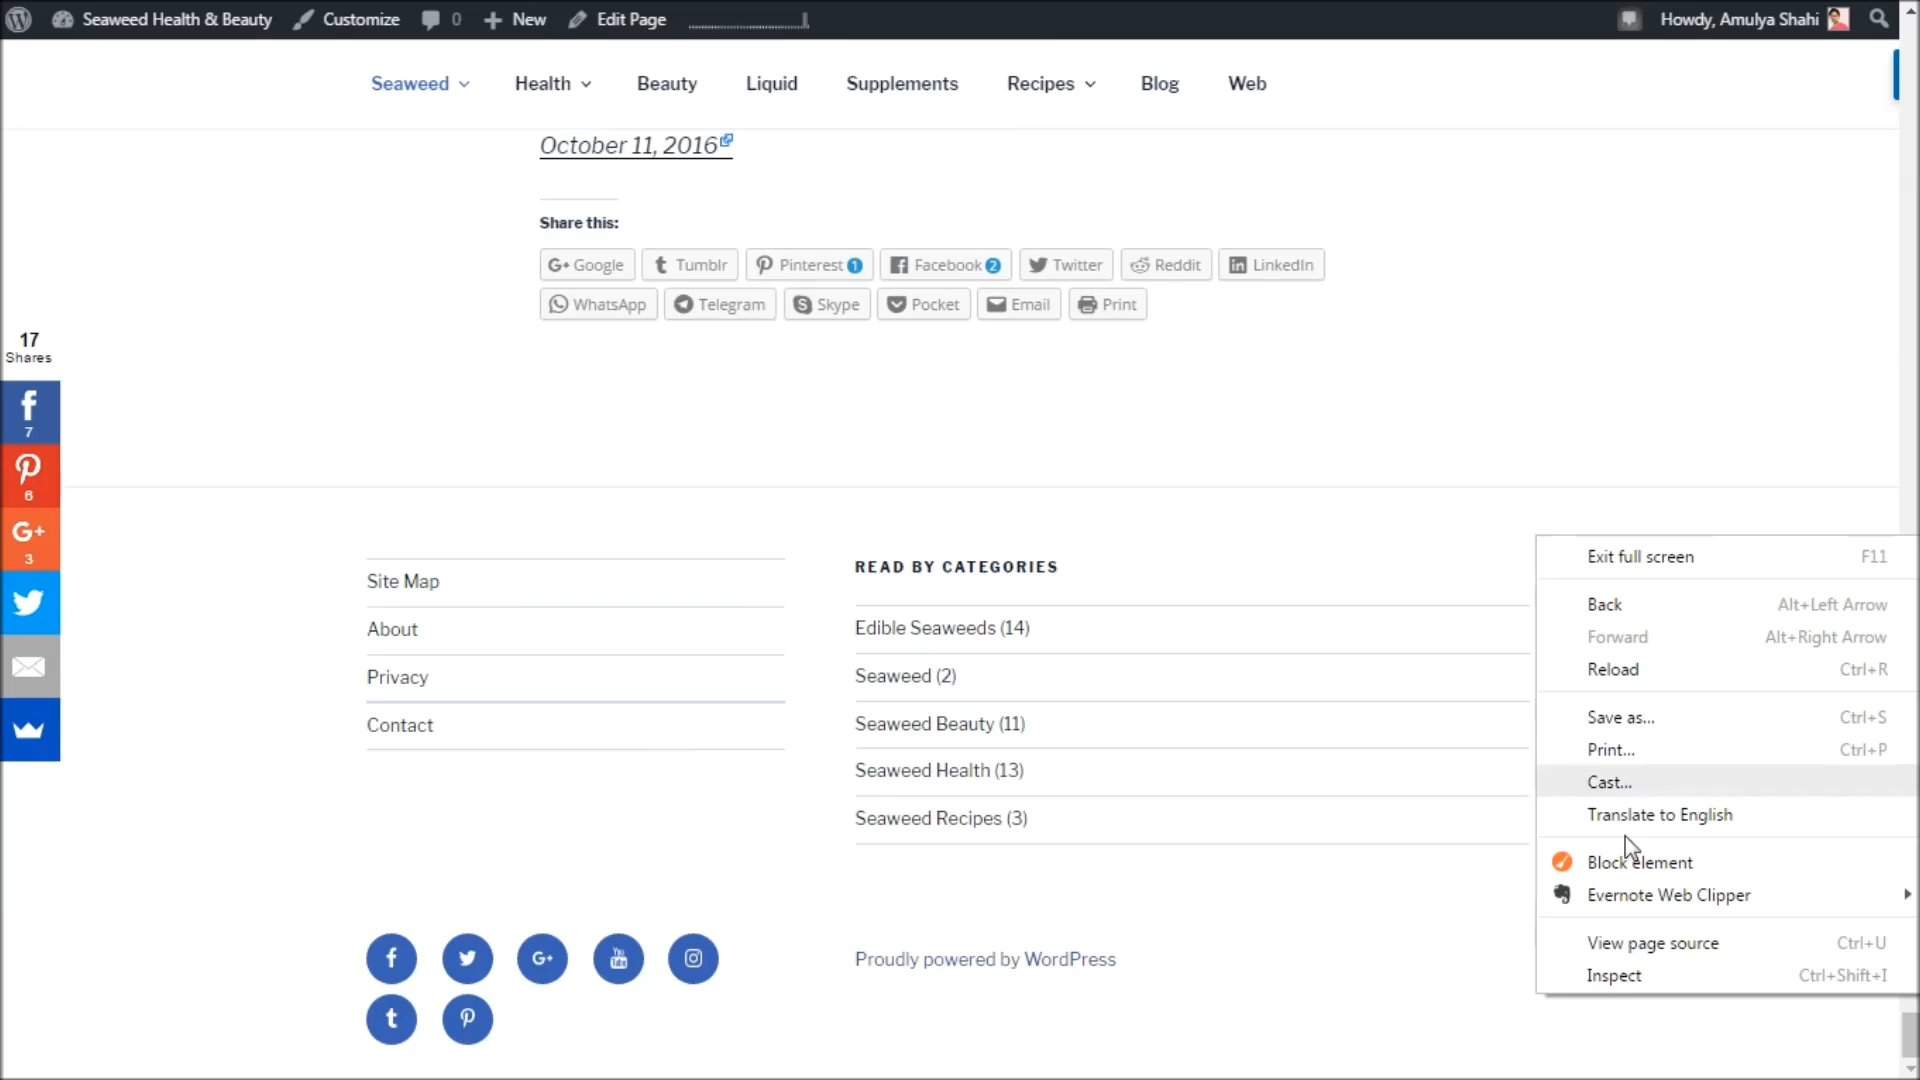 Seaweed Health & Beauty Customize 0 New Edit Page Howdy, Amulya Shahi
Seaweed Health Beauty Liquid Supplements Recipes Blog Web
October 11, 2016
Share this:
G+ Google Tumblr Pinterest 1 Facebook 2 Twitter Reddit LinkedIn
WhatsApp Telegram Skype Pocket Email Print
17
Shares
7
6
G+
3
Site Map
About
Privacy
Contact
READ BY CATEGORIES
Edible Seaweeds (14)
Seaweed (2)
Seaweed Beauty (11)
Seaweed Health (13)
Seaweed Recipes (3)
Exit full screen F11
Back Alt+Left Arrow
Forward Alt+Right Arrow
Reload Ctrl+R
Save as... Ctrl+S
Print... Ctrl+P
Cast...
Translate to English
Block element
Evernote Web Clipper
View page source Ctrl+U
Inspect Ctrl+Shift+I
G+ You Tube
Proudly powered by WordPress